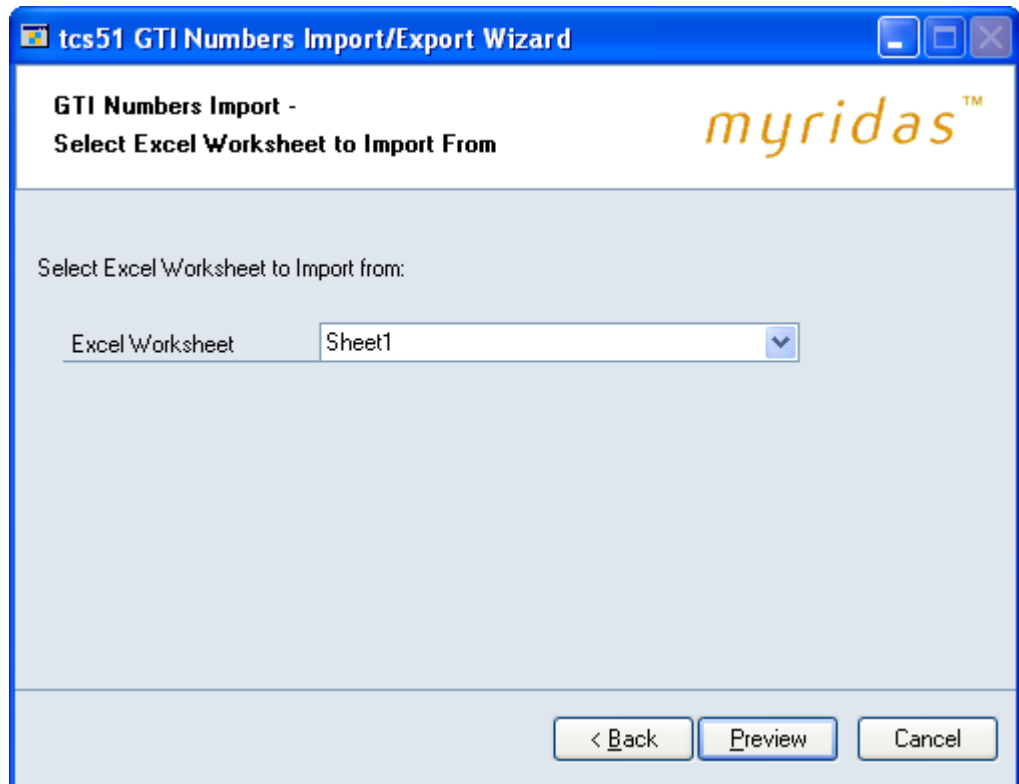 tcs51 GTI Numbers Import/Export Wizard
GTI Numbers Import -
Select Excel Worksheet to Import From
myridas™
Select Excel Worksheet to Import from:
Excel Worksheet Sheet1
< Back Preview Cancel